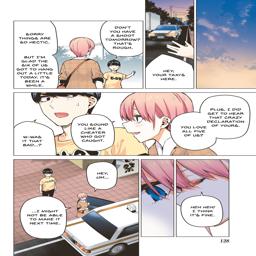 HEY,
YOUR
TAXI'S
HERE.
DON'T
YOU HAVE
A SHOOT
TOMORROW?
THAT'S
ROUGH.
SORRY
THINGS
ARE SO
HECTIC.
BUT I'M
GLAD THE
SIX OF US
GOT TO
HANG OUT
A LITTLE
TODAY. IT'S
BEEN A
WHILE.
PLUS, I DID
GET TO
HEAR THAT
CRAZY
DECLARATION
OF YOURS.
YOU LOVE
ALL FIVE
OF US?
YOU SOUND
LIKE A
CHEATER
WHO GOT
CAUGHT.
W-WAS
IT THAT
BAD?
HEH HEH!
I THINK
IT'S FINE.
HEY,
UH...
...I MIGHT
NOT BE ABLE
TO MAKE IT
NEXT TIME.
128